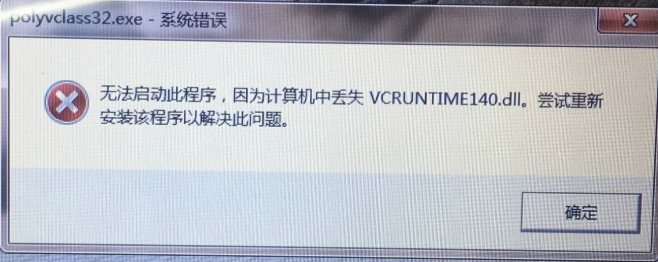 polyvclass32.exe - 系统错误
无法启动此程序，因为计算机中丢失 VCRUNTIME140.dll。尝试重新
安装该程序以解决此问题。
确定